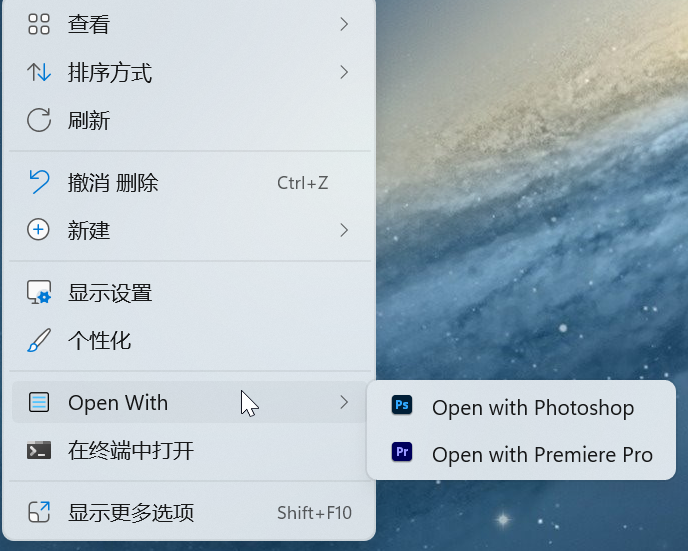 查看
排序方式
刷新
撤消 删除 Ctrl+Z
新建
显示设置
个性化
Open With
Ps Open with Photoshop
Pr Open with Premiere Pro
在终端中打开
显示更多选项 Shift+F10